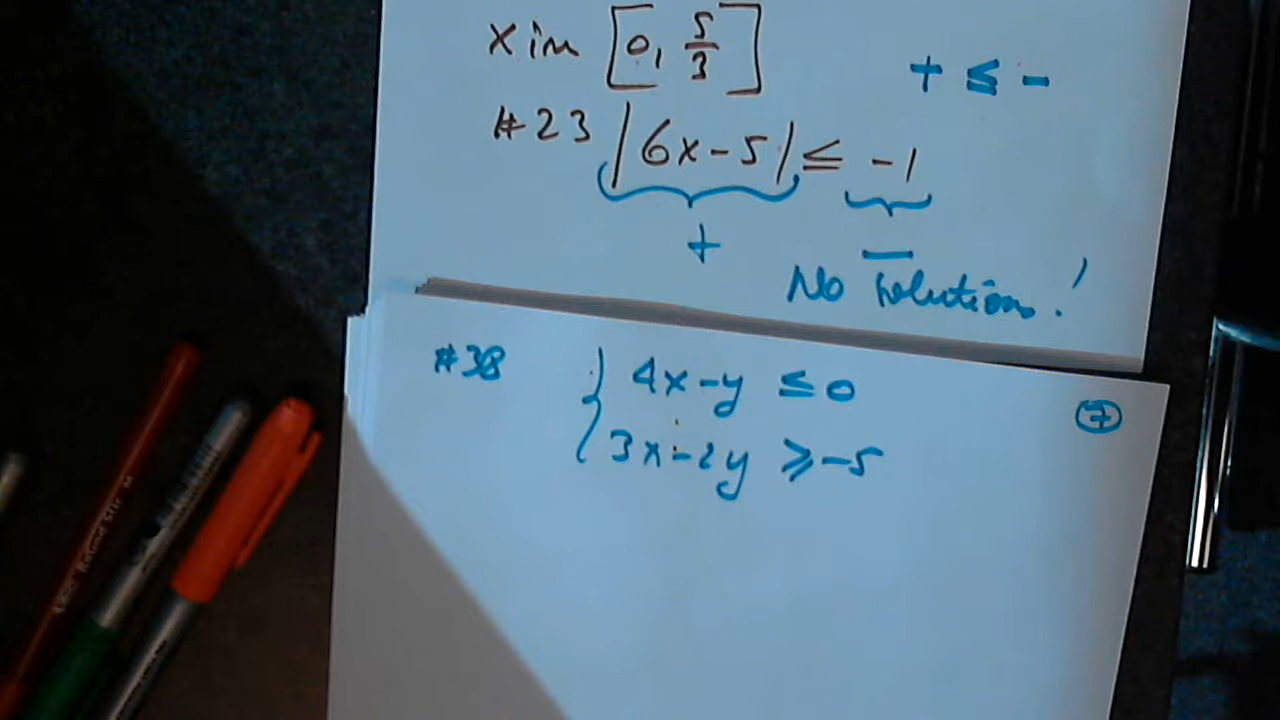 x in [0, 5/3]
+ ≤ -
#23 |6x-5| ≤ -1
+
-
No solution!
#38 { 4x-y ≤ 0
3x-2y ≥ -5
7